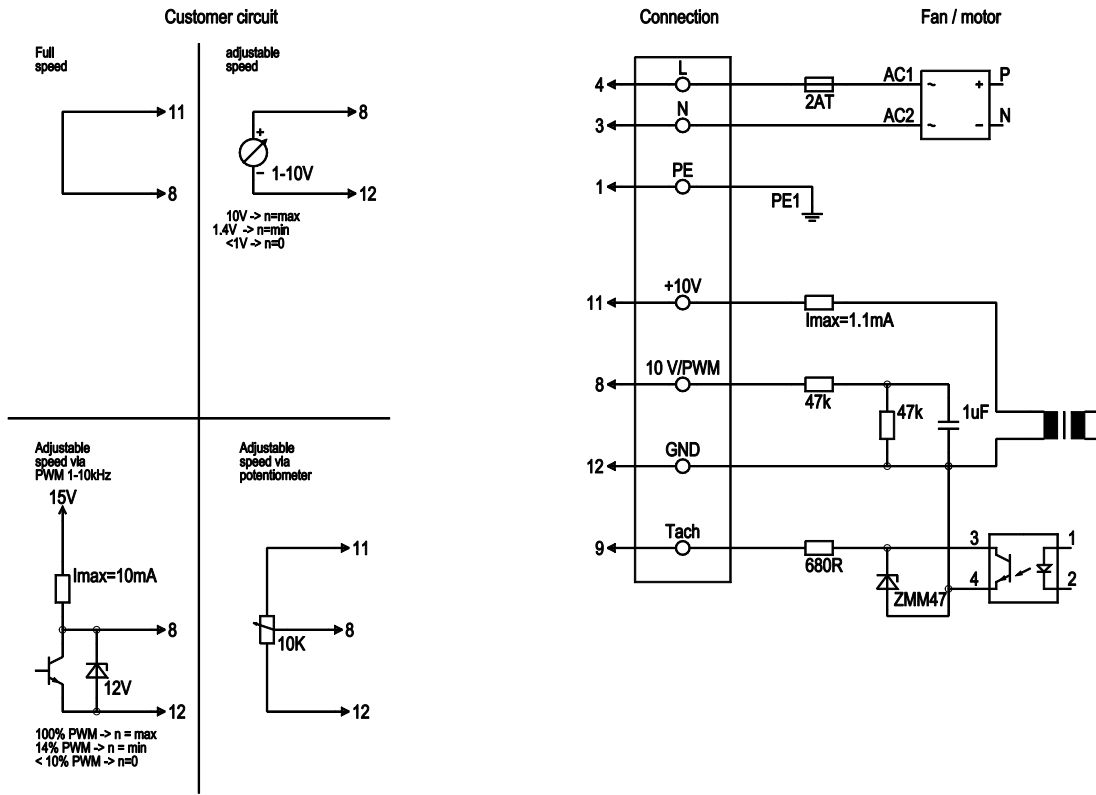 Customer circuit
Connection
Fan / motor
Full
speed
11
8
adjustable
speed
8
+
1-10V
−
12
10V -> n=max
1.4V -> n=min
<1V -> n=0
Adjustable
speed via
PWM 1-10kHz
15V
Imax=10mA
8
12V
12
100% PWM -> n = max
14% PWM -> n = min
< 10% PWM -> n=0
Adjustable
speed via
potentiometer
11
8
10K
12
4
L
2AT
AC1
~
+
P
3
N
AC2
~
−
N
1
PE
PE1
11
+10V
Imax=1.1mA
8
10 V/PWM
47k
47k
1uF
12
GND
9
Tach
680R
3
1
4
2
ZMM47